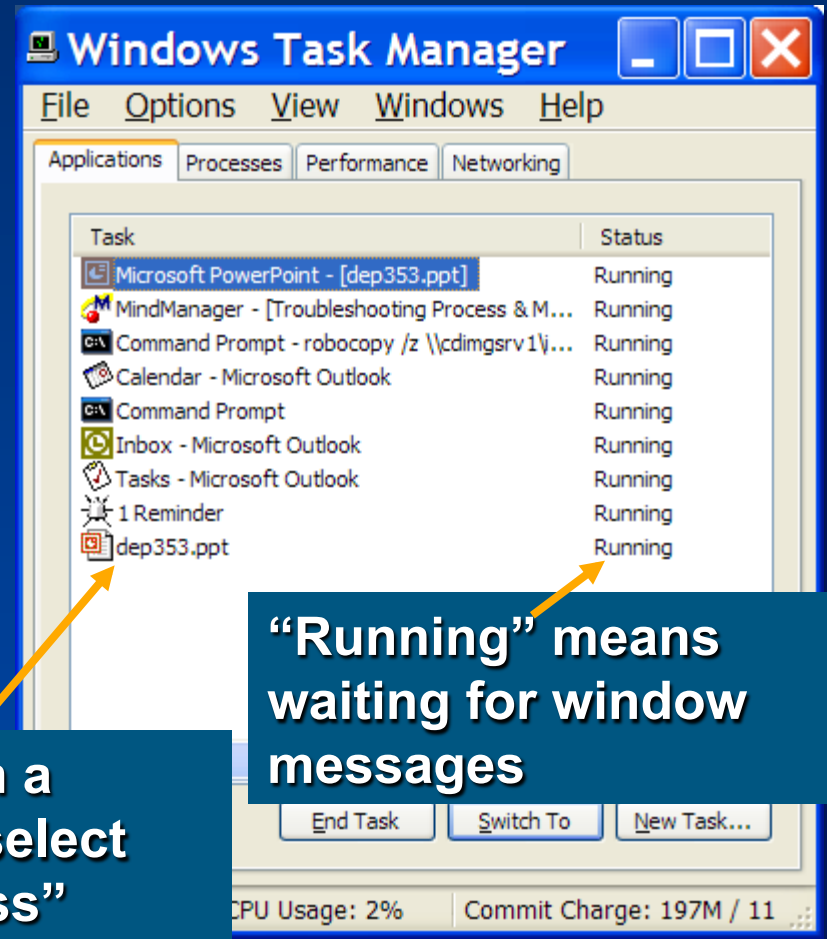 Windows Task Manager
File Options View Windows Help
Applications Processes Performance Networking
Task Status
Microsoft PowerPoint - [dep353.ppt] Running
MindManager - [Troubleshooting Process & M... Running
Command Prompt - robocopy /z \\cdimgsrv1\i... Running
Calendar - Microsoft Outlook Running
Command Prompt Running
Inbox - Microsoft Outlook Running
Tasks - Microsoft Outlook Running
1 Reminder Running
dep353.ppt Running
“Running” means
waiting for window
messages
a
select
ss”
End Task Switch To New Task...
CPU Usage: 2% Commit Charge: 197M / 11